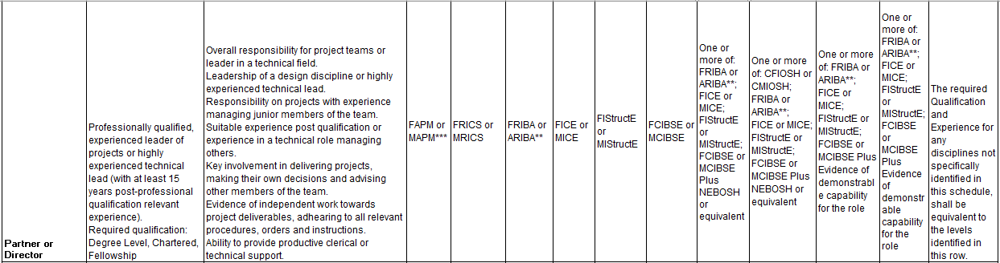 Partner or
Director
Professionally qualified,
experienced leader of
projects or highly
experienced technical
lead (with at least 15
years post-professional
qualification relevant
experience).
Required qualification:
Degree Level, Chartered,
Fellowship
Overall responsibility for project teams or
leader in a technical field.
Leadership of a design discipline or highly
experienced technical lead.
Responsibility on projects with experience
managing junior members of the team.
Suitable experience post qualification or
experience in a technical role managing
others.
Key involvement in delivering projects,
making their own decisions and advising
other members of the team.
Evidence of independent work towards
project deliverables, adhearing to all relevant
procedures, orders and instructions.
Ability to provide productive clerical or
technical support.
FAPM or
MAPM***
FRICS or
MRICS
FRIBA or
ARIBA**
FICE or
MICE
FIStructE
or
MIStructE
FCIBSE or
MCIBSE
One or
more of:
FRIBA or
ARIBA**;
FICE or
MICE;
FIStructE
or
MIStructE;
FCIBSE or
MCIBSE
Plus
NEBOSH
or
equivalent
One or more
of: CFIOSH or
CMIOSH;
FRIBA or
ARIBA**;
FICE or MICE;
FIStructE or
MIStructE;
FCIBSE or
MCIBSE Plus
NEBOSH or
equivalent
One or more
of: FRIBA or
ARIBA**;
FICE or
MICE;
FIStructE or
MIStructE;
FCIBSE or
MCIBSE Plus
Evidence of
demonstrabl
e capability
for the role
One or
more of:
FRIBA or
ARIBA**;
FICE or
MICE;
FIStructE
or
MIStructE;
FCIBSE
or
MCIBSE
Plus
Evidence
of
demonstr
able
capability
for the
role
The required
Qualification
and
Experience for
any
disciplines not
specifically
identified in
this schedule,
shall be
equivalent to
the levels
identified in
this row.